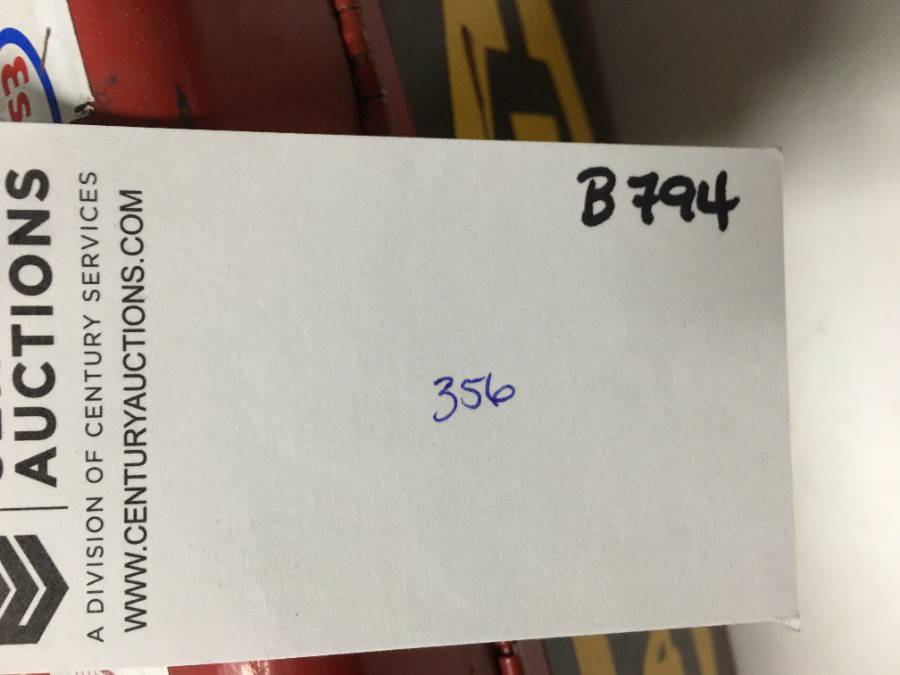 AUCTIONS
A DIVISION OF CENTURY SERVICES
WWW.CENTURYAUCTIONS.COM
B794
356